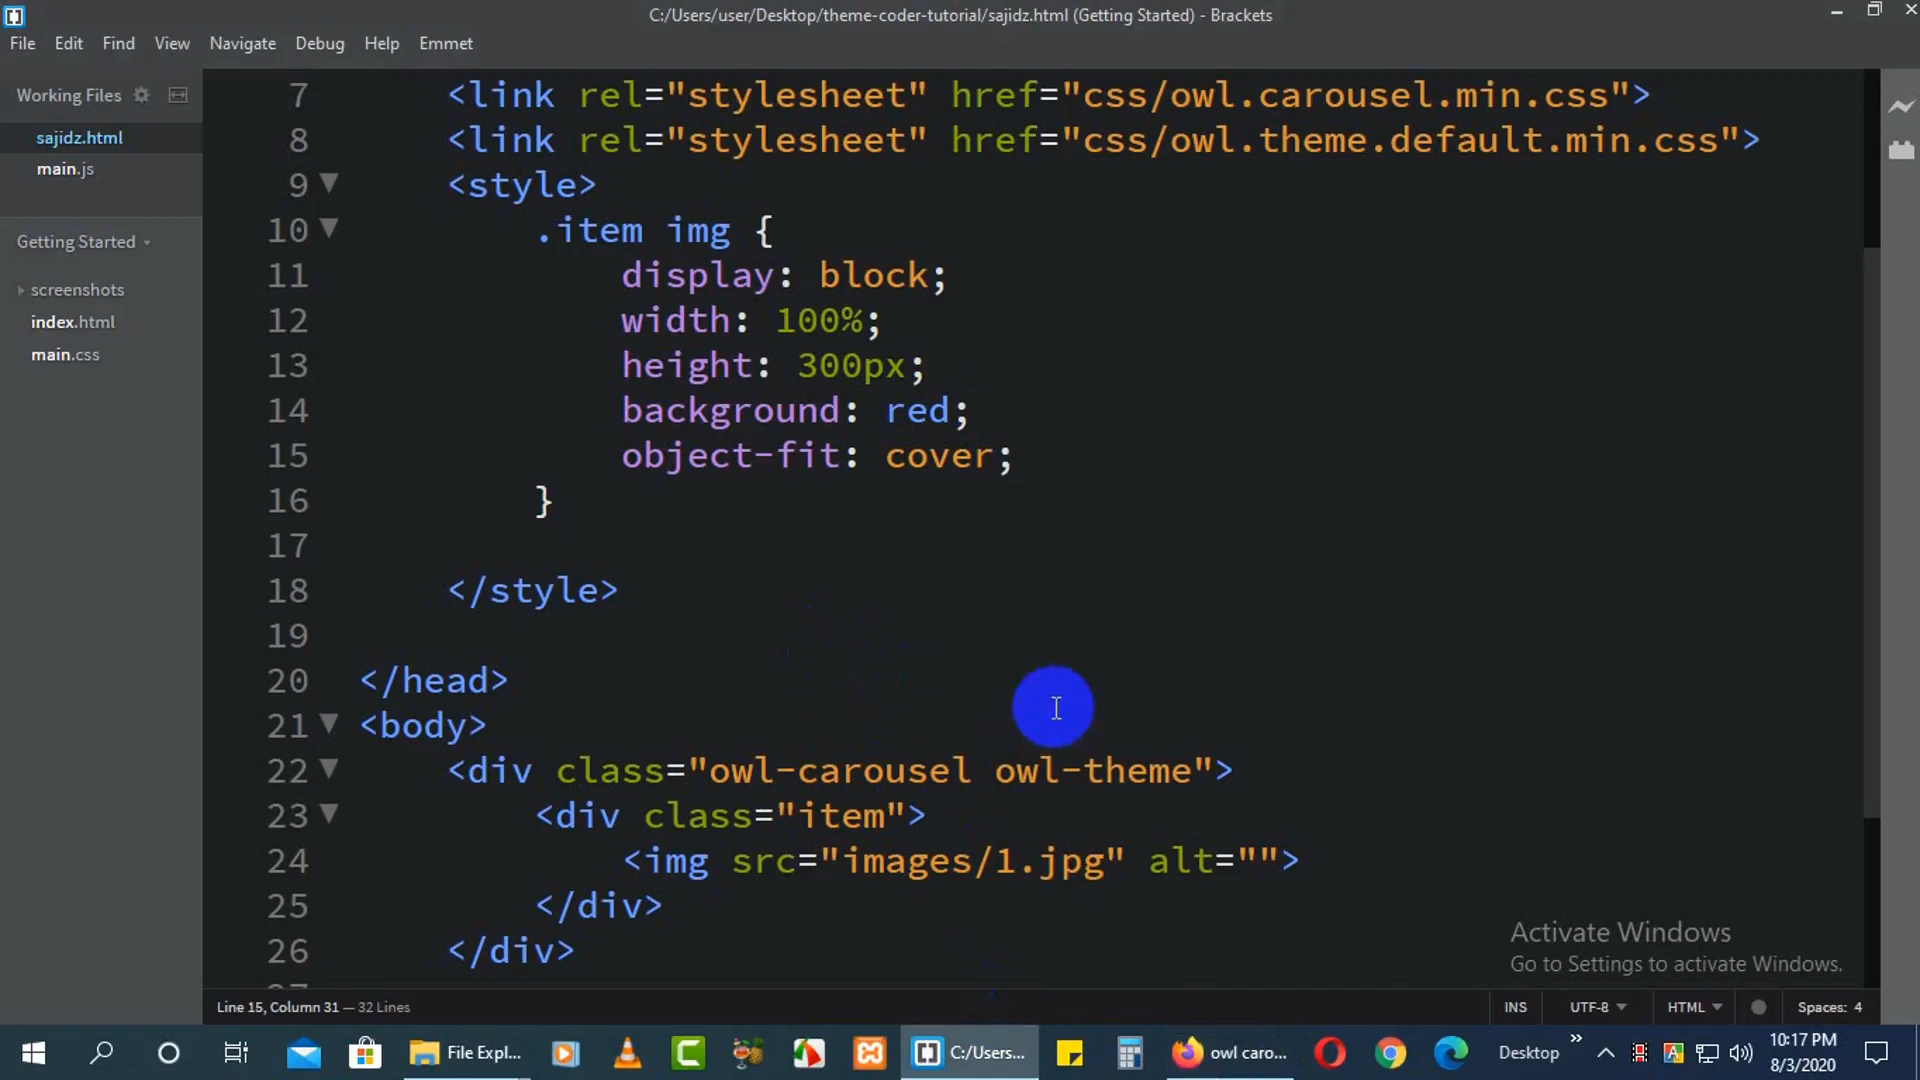 C:/Users/user/Desktop/theme-coder-tutorial/sajidz.html (Getting Started) - Brackets
File Edit Find View Navigate Debug Help Emmet
Working Files
sajidz.html
main.js
Getting Started
screenshots
index.html
main.css
7 <link rel="stylesheet" href="css/owl.carousel.min.css">
8 <link rel="stylesheet" href="css/owl.theme.default.min.css">
9 <style>
10 .item img {
11 display: block;
12 width: 100%;
13 height: 300px;
14 background: red;
15 object-fit: cover;
16 }
17
18 </style>
19
20 </head>
21 <body>
22 <div class="owl-carousel owl-theme">
23 <div class="item">
24 <img src="images/1.jpg" alt="">
25 </div>
26 </div>
Activate Windows
Go to Settings to activate Windows.
Line 15, Column 31 — 32 Lines
INS UTF-8 HTML Spaces: 4
File Expl... C:/Users... owl caro... Desktop
10:17 PM
8/3/2020